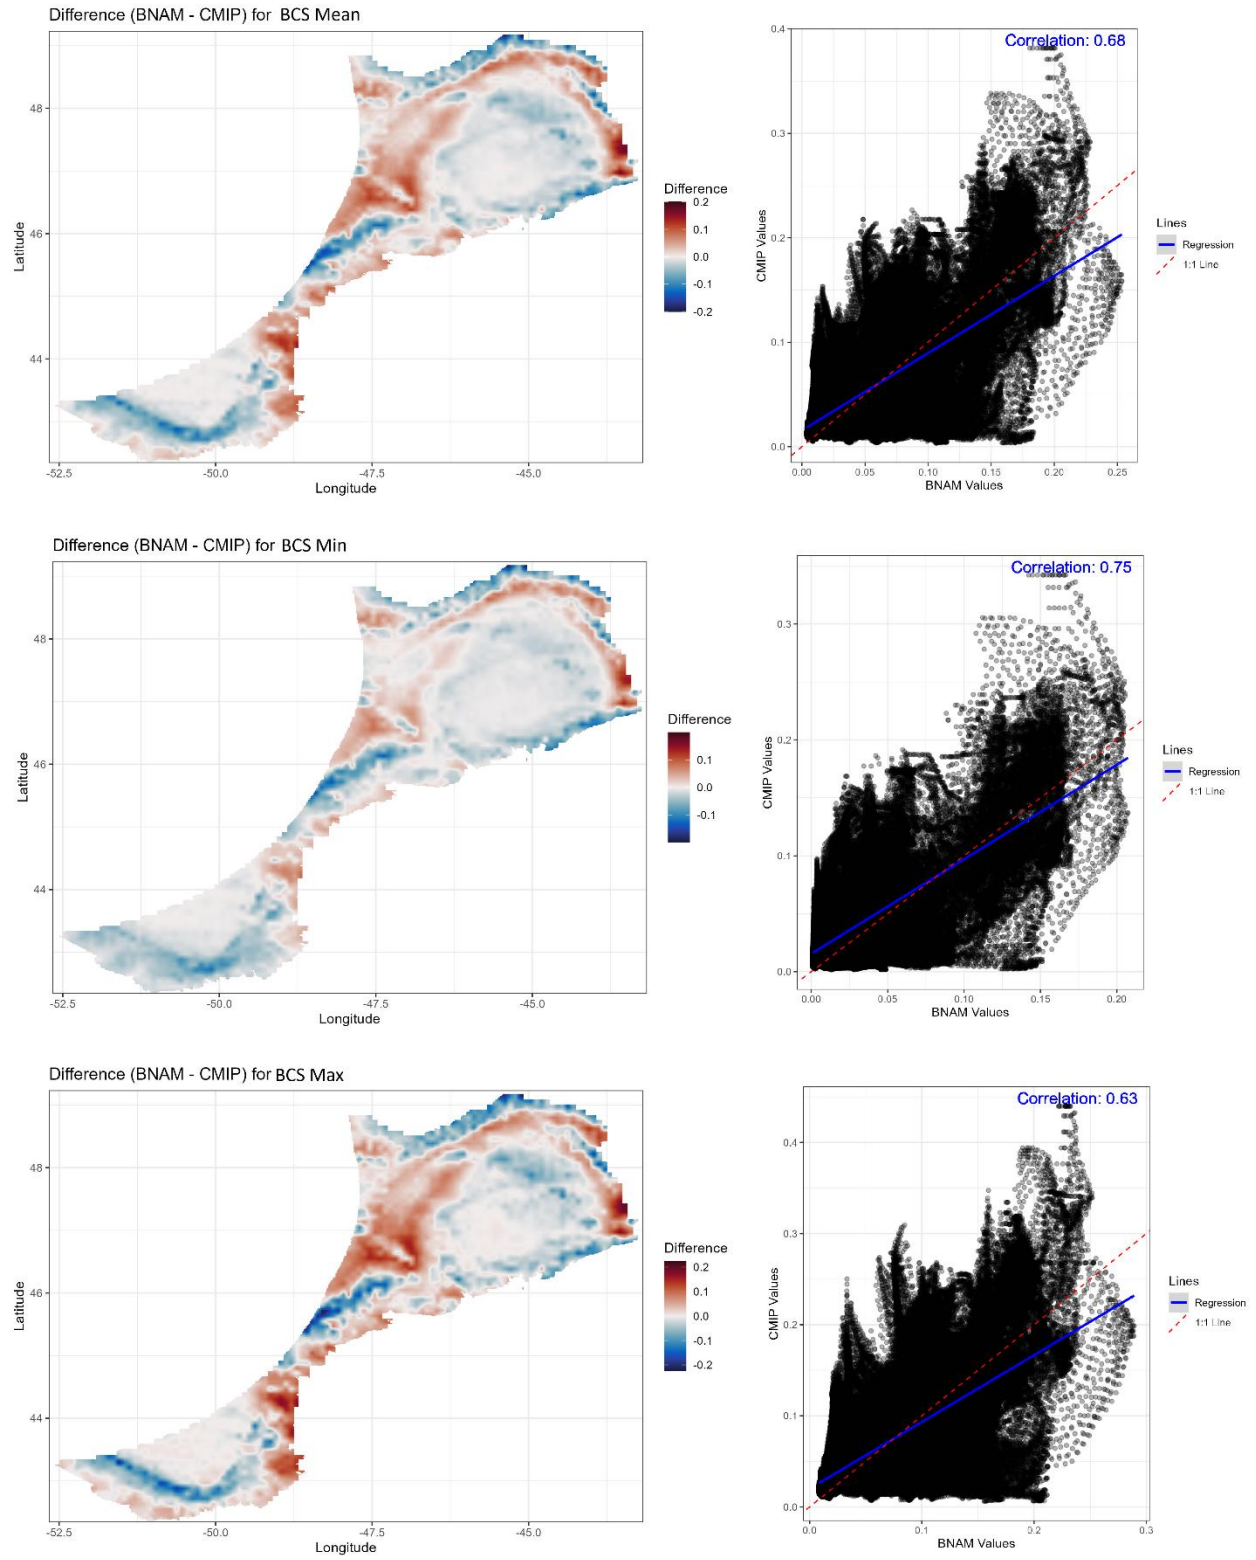 Difference (BNAM - CMIP) for BCS Mean
Latitude
48
46
44
-52.5
-50.0
-47.5
-45.0
Longitude
Difference
0.2
0.1
0.0
-0.1
-0.2
Correlation: 0.68
CMIP Values
0.4
0.3
0.2
0.1
0.0
0.00
0.05
0.10
0.15
0.20
0.25
BNAM Values
Lines
Regression
1:1 Line
Difference (BNAM - CMIP) for BCS Min
Latitude
48
46
44
-52.5
-50.0
-47.5
-45.0
Longitude
Difference
0.1
0.0
-0.1
Correlation: 0.75
CMIP Values
0.3
0.2
0.1
0.0
0.00
0.05
0.10
0.15
0.20
BNAM Values
Lines
Regression
1:1 Line
Difference (BNAM - CMIP) for BCS Max
Latitude
48
46
44
-52.5
-50.0
-47.5
-45.0
Longitude
Difference
0.2
0.1
0.0
-0.1
-0.2
Correlation: 0.63
CMIP Values
0.4
0.3
0.2
0.1
0.0
0.0
0.1
0.2
0.3
BNAM Values
Lines
Regression
1:1 Line